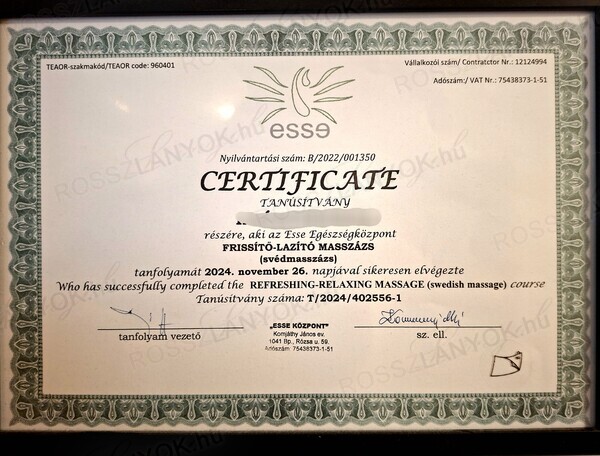 TEAOR-szakmakód/TEAOR code: 960401
Vállalkozói szám/ Contratctor Nr.: 12124994
Adószám:/ VAT Nr.: 75438373-1-51
esse
Nyilvántartási szám: B/2022/001350
CERTIFICATE
TANÚSÍTVÁNY
részére, aki az Esse Egészségközpont
FRISSÍTŐ-LAZÍTÓ MASSZÁZS
(svédmasszázs)
tanfolyamát 2024. november 26. napjával sikeresen elvégezte
Who has successfully completed the REFRESHING-RELAXING MASSAGE (swedish massage) course
Tanúsítvány száma: T/2024/402556-1
tanfolyam vezető
„ESSE KÖZPONT"
Komjáthy János ev.
1041 Bp., Rózsa u. 59.
Adószám: 75438373-1-51
sz. ell.
ROSSZLANYOK.hu